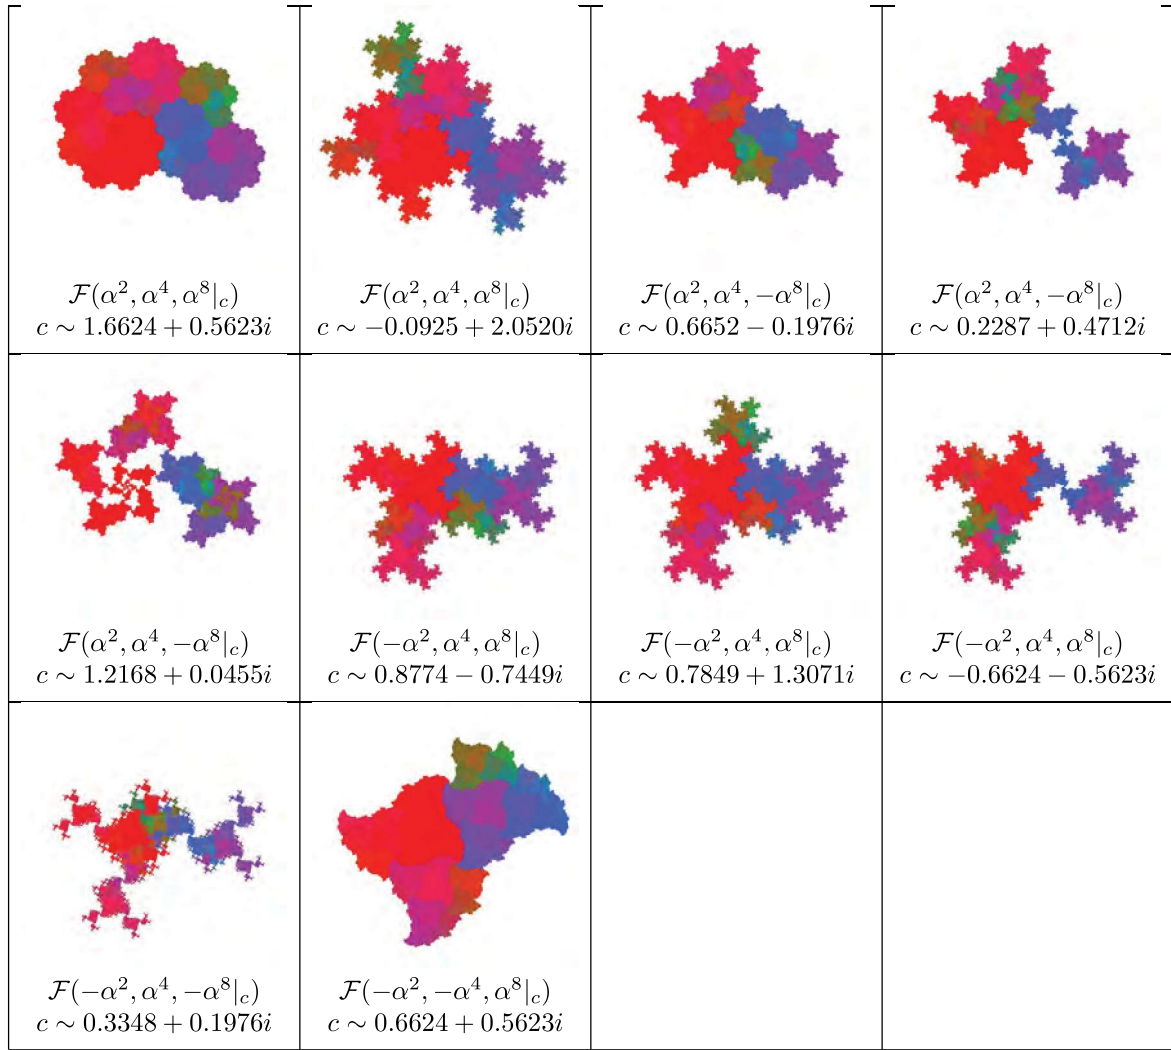 𝓕(α², α⁴, α⁸|_c)
c ∼ 1.6624 + 0.5623i
𝓕(α², α⁴, α⁸|_c)
c ∼ −0.0925 + 2.0520i
𝓕(α², α⁴, −α⁸|_c)
c ∼ 0.6652 − 0.1976i
𝓕(α², α⁴, −α⁸|_c)
c ∼ 0.2287 + 0.4712i
𝓕(α², α⁴, −α⁸|_c)
c ∼ 1.2168 + 0.0455i
𝓕(−α², α⁴, α⁸|_c)
c ∼ 0.8774 − 0.7449i
𝓕(−α², α⁴, α⁸|_c)
c ∼ 0.7849 + 1.3071i
𝓕(−α², α⁴, α⁸|_c)
c ∼ −0.6624 − 0.5623i
𝓕(−α², α⁴, −α⁸|_c)
c ∼ 0.3348 + 0.1976i
𝓕(−α², −α⁴, α⁸|_c)
c ∼ 0.6624 + 0.5623i